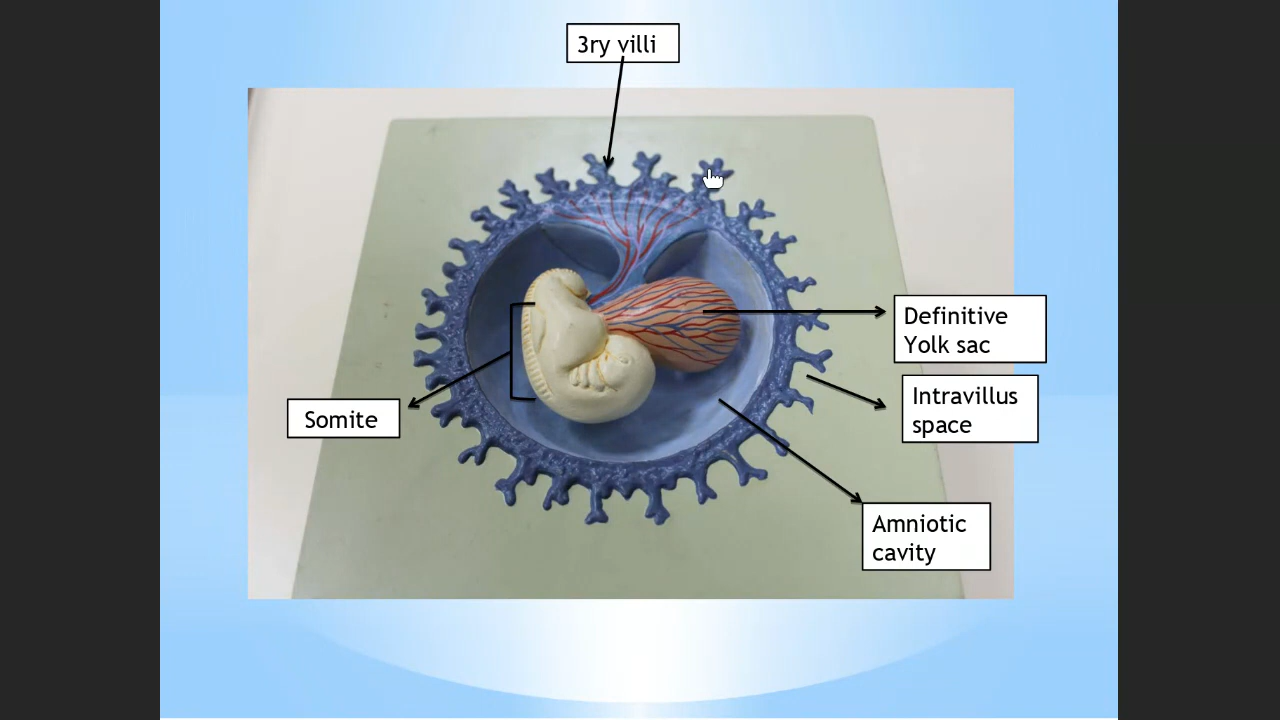 3ry villi
Definitive
Yolk sac
Intravillus
space
Somite
Amniotic
cavity